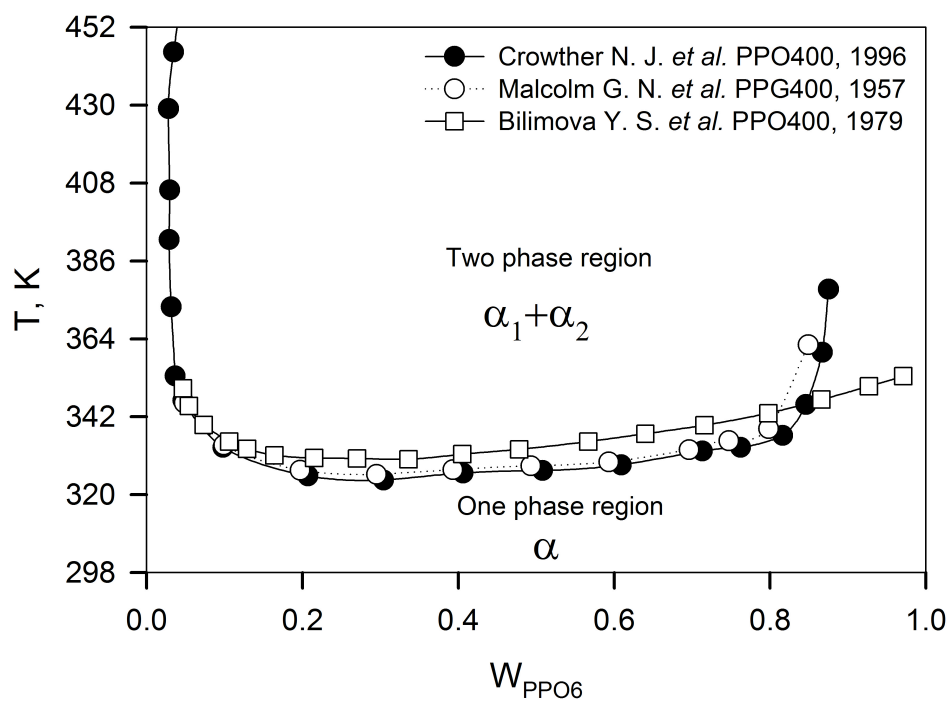 452
430
408
386
364
342
320
298
T, K
Crowther N. J. et al. PPO400, 1996
Malcolm G. N. et al. PPG400, 1957
Bilimova Y. S. et al. PPO400, 1979
Two phase region
α₁+α₂
One phase region
α
0.0 0.2 0.4 0.6 0.8 1.0
W_PPO6